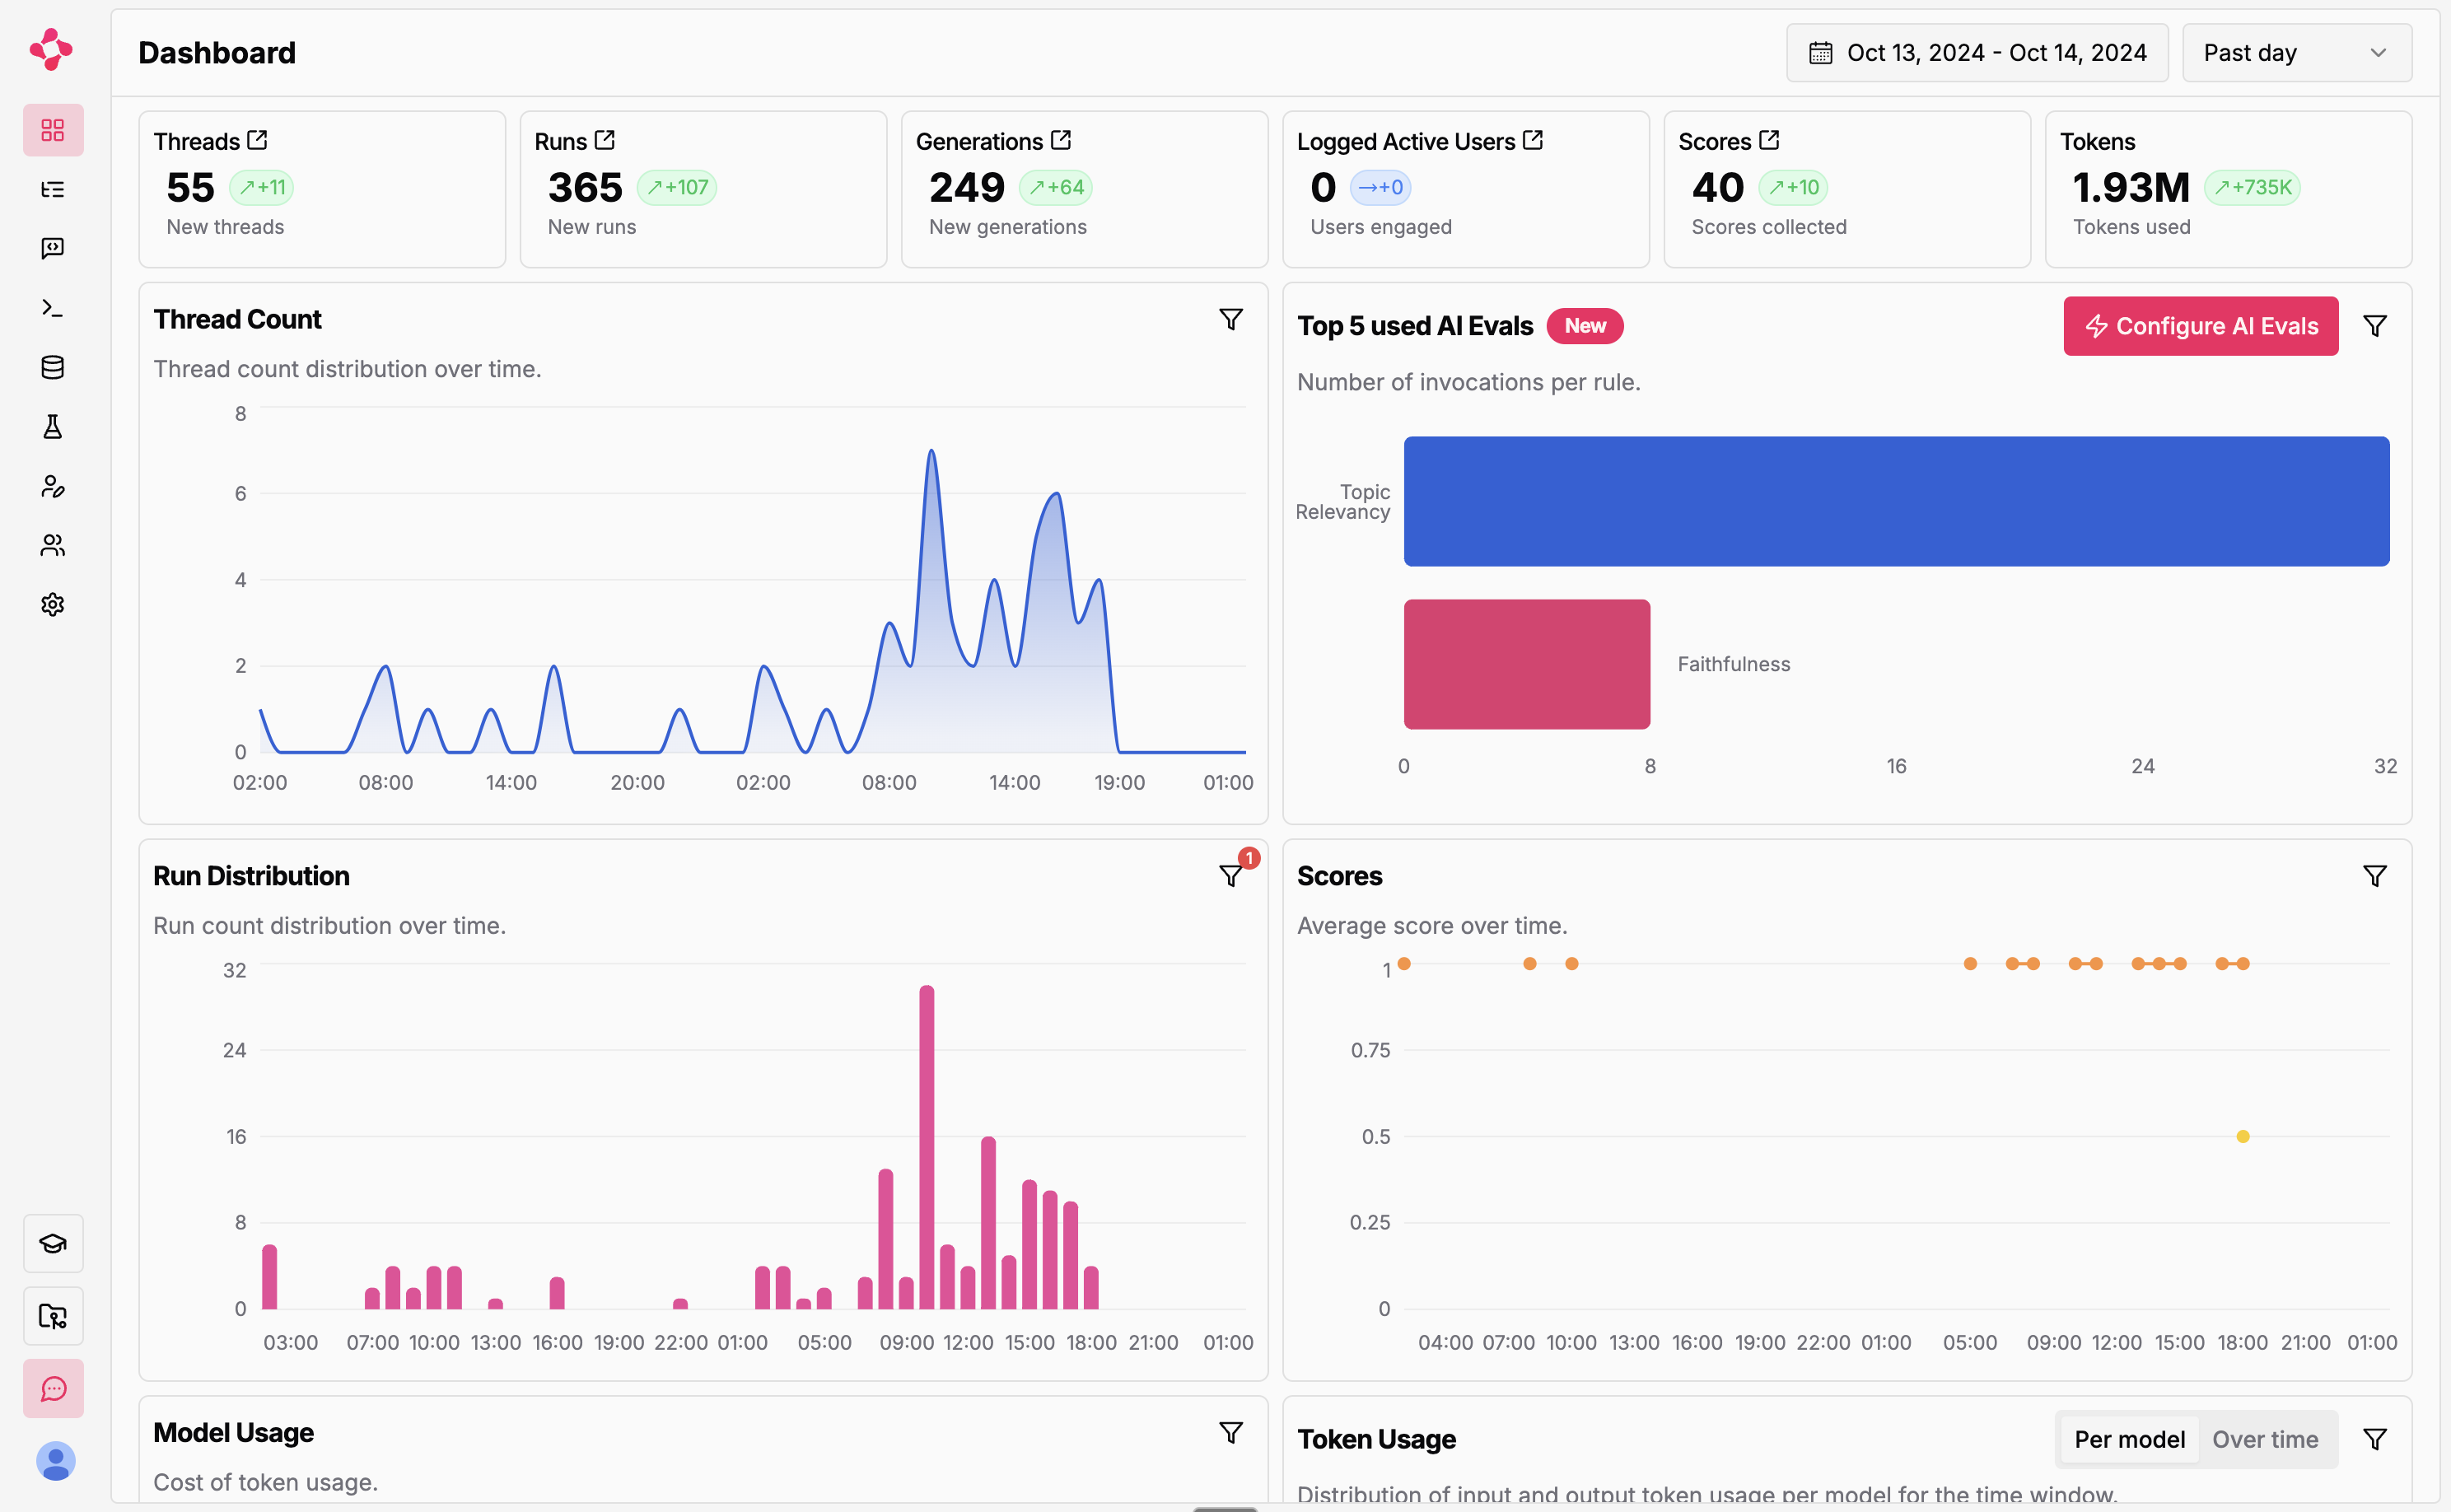 Dashboard
Oct 13, 2024 - Oct 14, 2024
Past day
Threads
55
+11
New threads
Runs
365
+107
New runs
Generations
249
+64
New generations
Logged Active Users
0
+0
Users engaged
Scores
40
+10
Scores collected
Tokens
1.93M
+735K
Tokens used
Thread Count
Thread count distribution over time.
8
6
4
2
0
02:00 08:00 14:00 20:00 02:00 08:00 14:00 19:00 01:00
Top 5 used AI Evals
New
Configure AI Evals
Number of invocations per rule.
Topic
Relevancy
Faithfulness
0 8 16 24 32
Run Distribution
1
Run count distribution over time.
32
24
16
8
0
03:00 07:00 10:00 13:00 16:00 19:00 22:00 01:00 05:00 09:00 12:00 15:00 18:00 21:00 01:00
Scores
Average score over time.
1
0.75
0.5
0.25
0
04:00 07:00 10:00 13:00 16:00 19:00 22:00 01:00 05:00 09:00 12:00 15:00 18:00 21:00 01:00
Model Usage
Cost of token usage.
Token Usage
Per model
Over time
Distribution of input and output token usage per model for the time window.